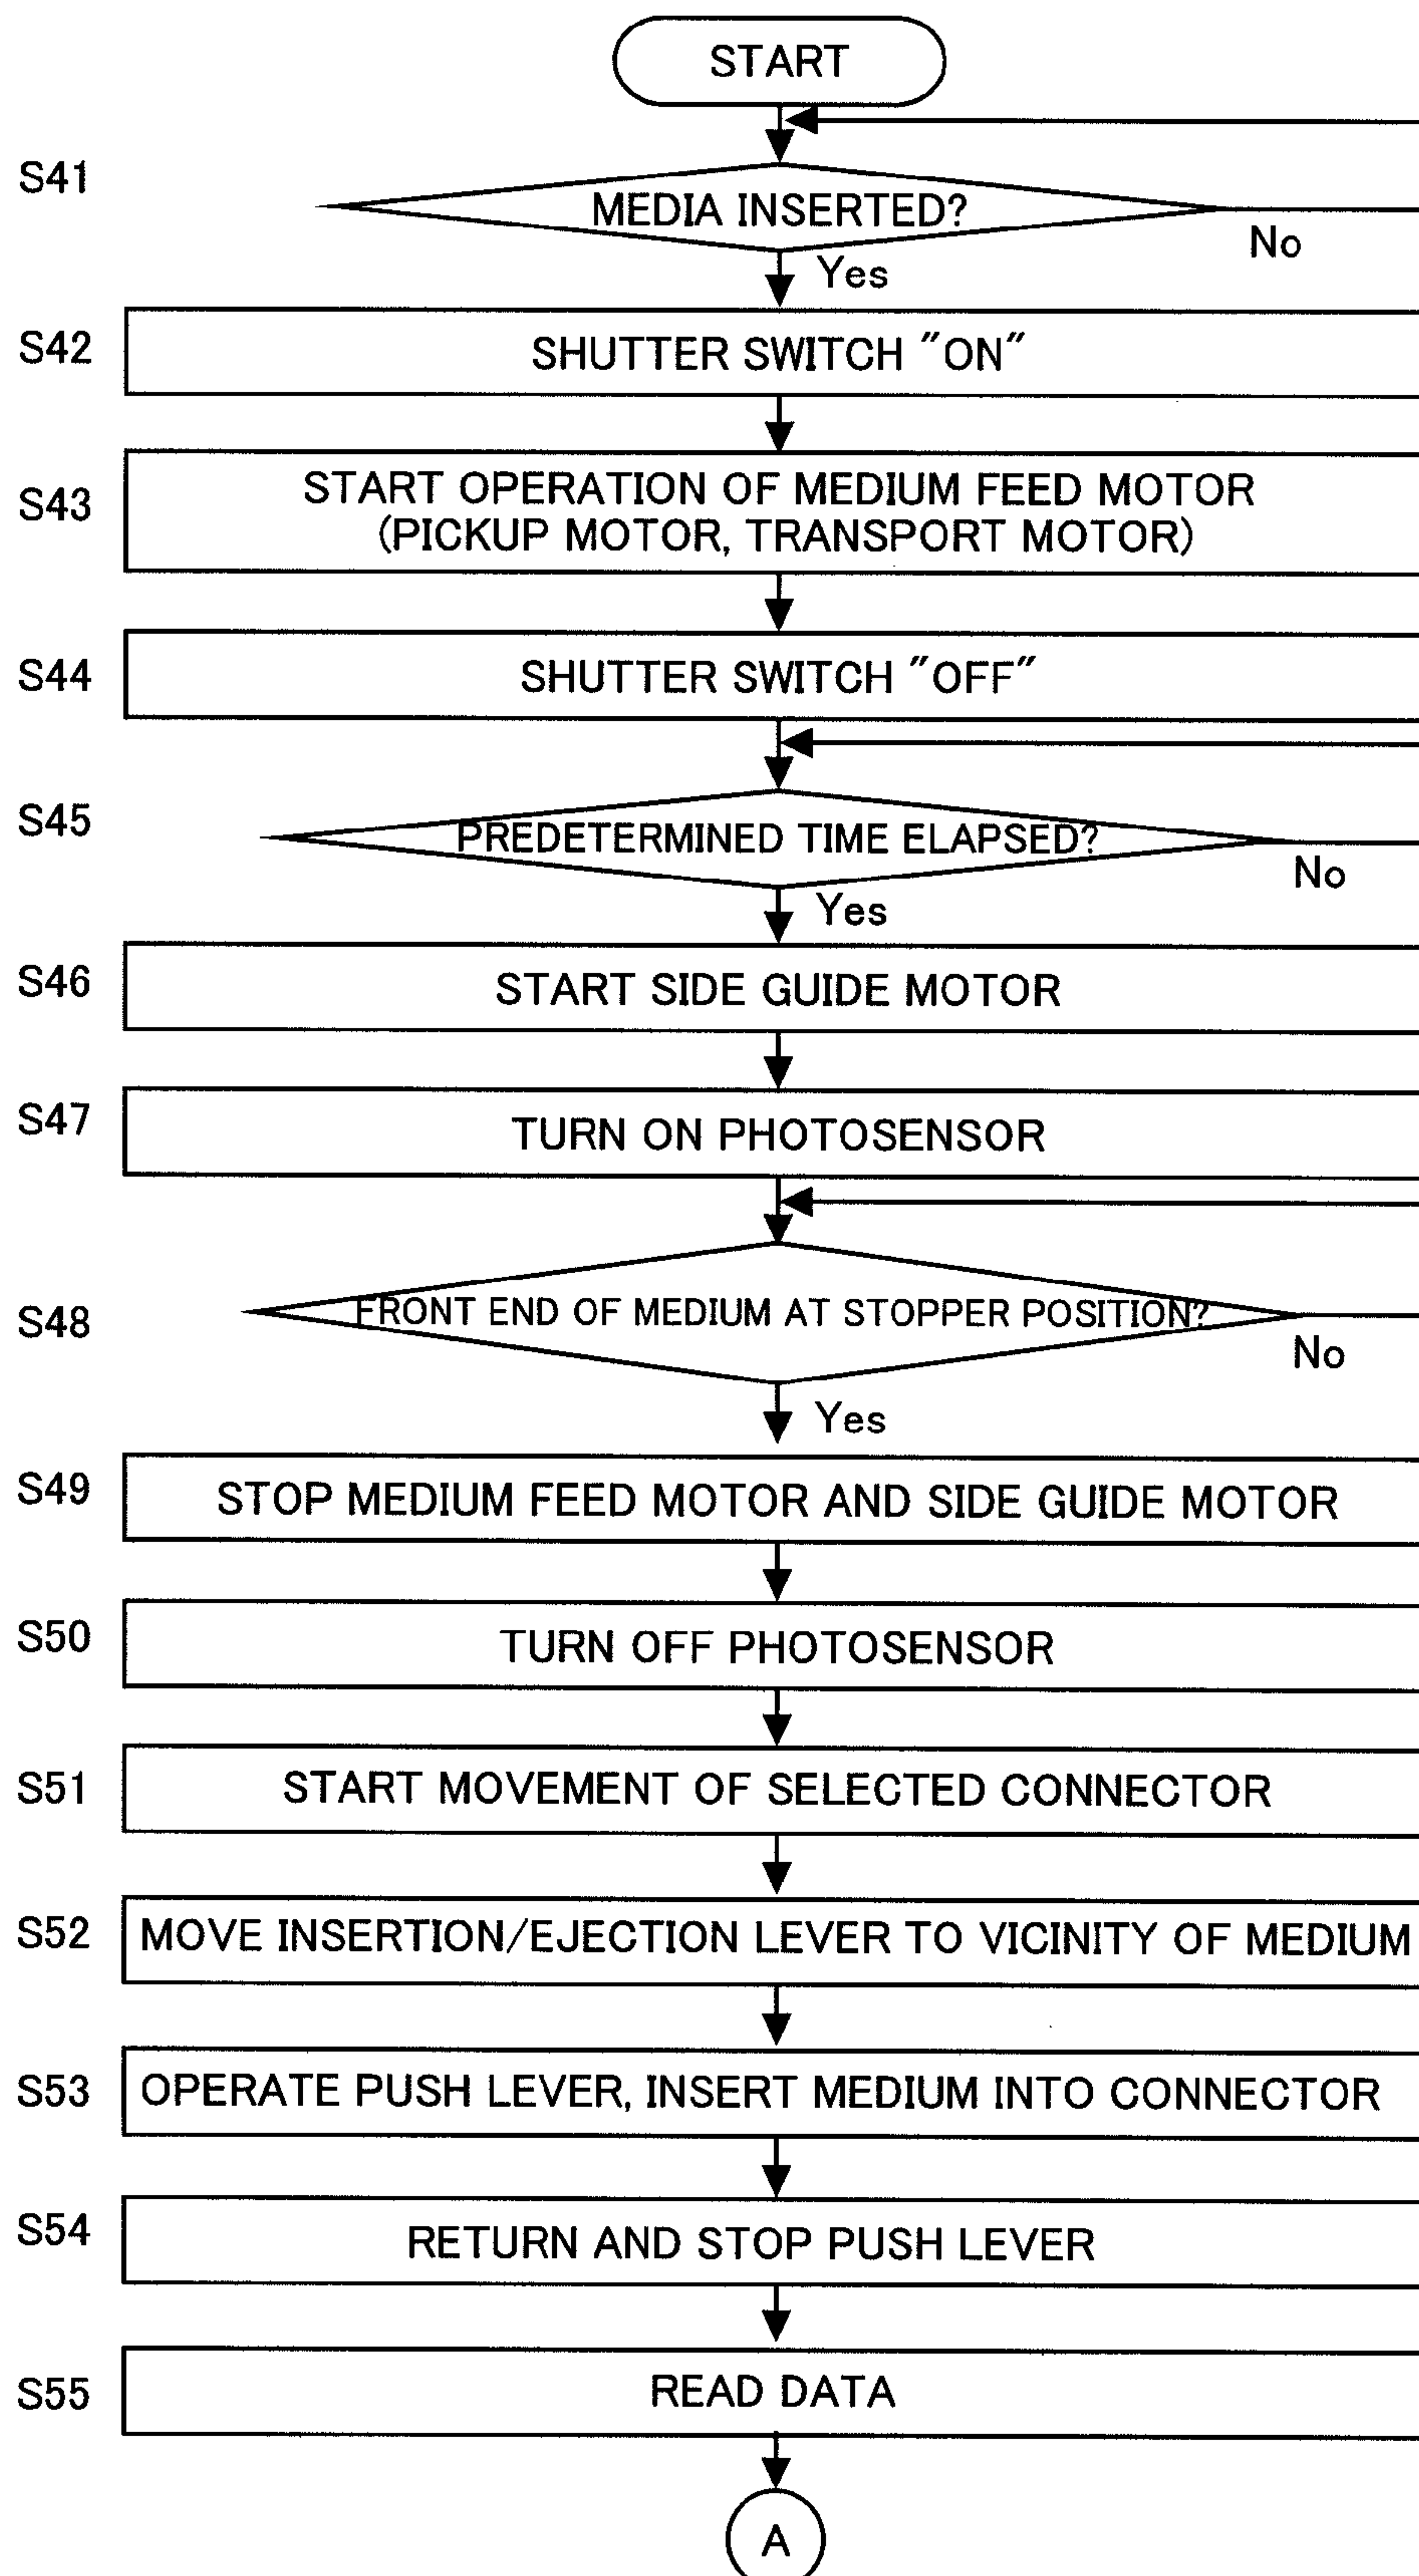 START
S41
MEDIA INSERTED?
No
Yes
S42
SHUTTER SWITCH "ON"
S43
START OPERATION OF MEDIUM FEED MOTOR
(PICKUP MOTOR, TRANSPORT MOTOR)
S44
SHUTTER SWITCH "OFF"
S45
PREDETERMINED TIME ELAPSED?
No
Yes
S46
START SIDE GUIDE MOTOR
S47
TURN ON PHOTOSENSOR
S48
FRONT END OF MEDIUM AT STOPPER POSITION?
No
Yes
S49
STOP MEDIUM FEED MOTOR AND SIDE GUIDE MOTOR
S50
TURN OFF PHOTOSENSOR
S51
START MOVEMENT OF SELECTED CONNECTOR
S52
MOVE INSERTION/EJECTION LEVER TO VICINITY OF MEDIUM
S53
OPERATE PUSH LEVER, INSERT MEDIUM INTO CONNECTOR
S54
RETURN AND STOP PUSH LEVER
S55
READ DATA
A